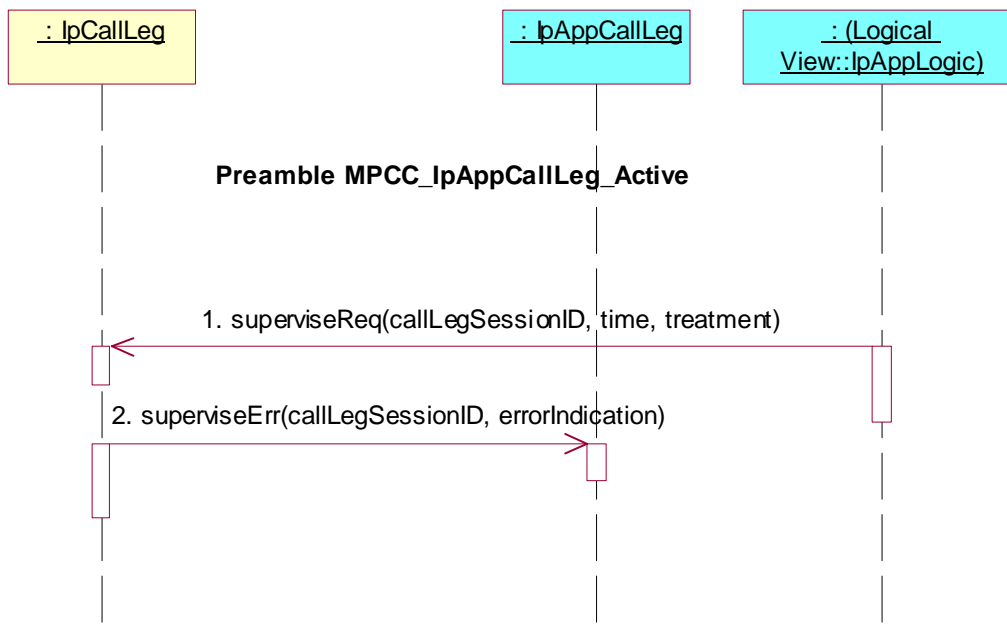 : IpCallLeg
: IpAppCallLeg
: (Logical
View::IpAppLogic)
Preamble MPCC_IpAppCallLeg_Active
1. superviseReq(callLegSessionID, time, treatment)
2. superviseErr(callLegSessionID, errorIndication)